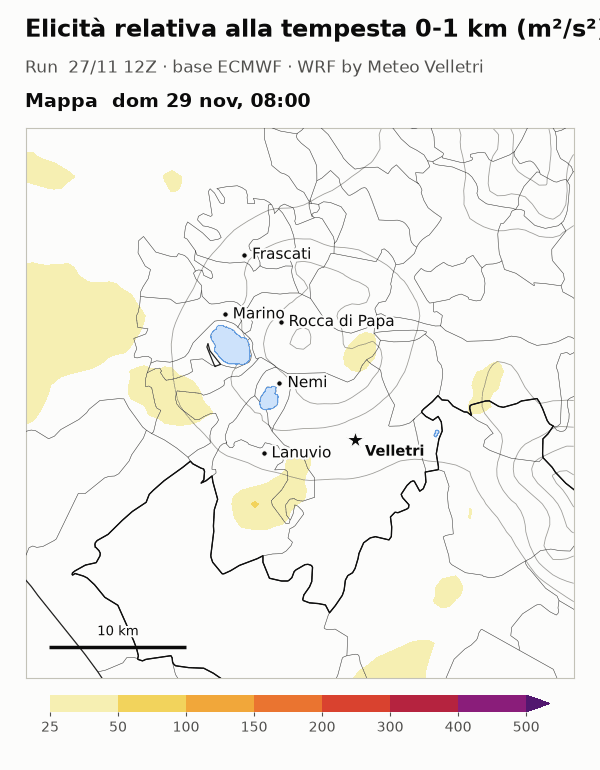 Elicità relativa alla tempesta 0-1 km (m²/s²)
Run  27/11 12Z · base ECMWF · WRF by Meteo Velletri
Mappa  dom 29 nov, 08:00
Frascati
Marino
Rocca di Papa
Nemi
Velletri
Lanuvio
10 km
25 50 100 150 200 300 400 500